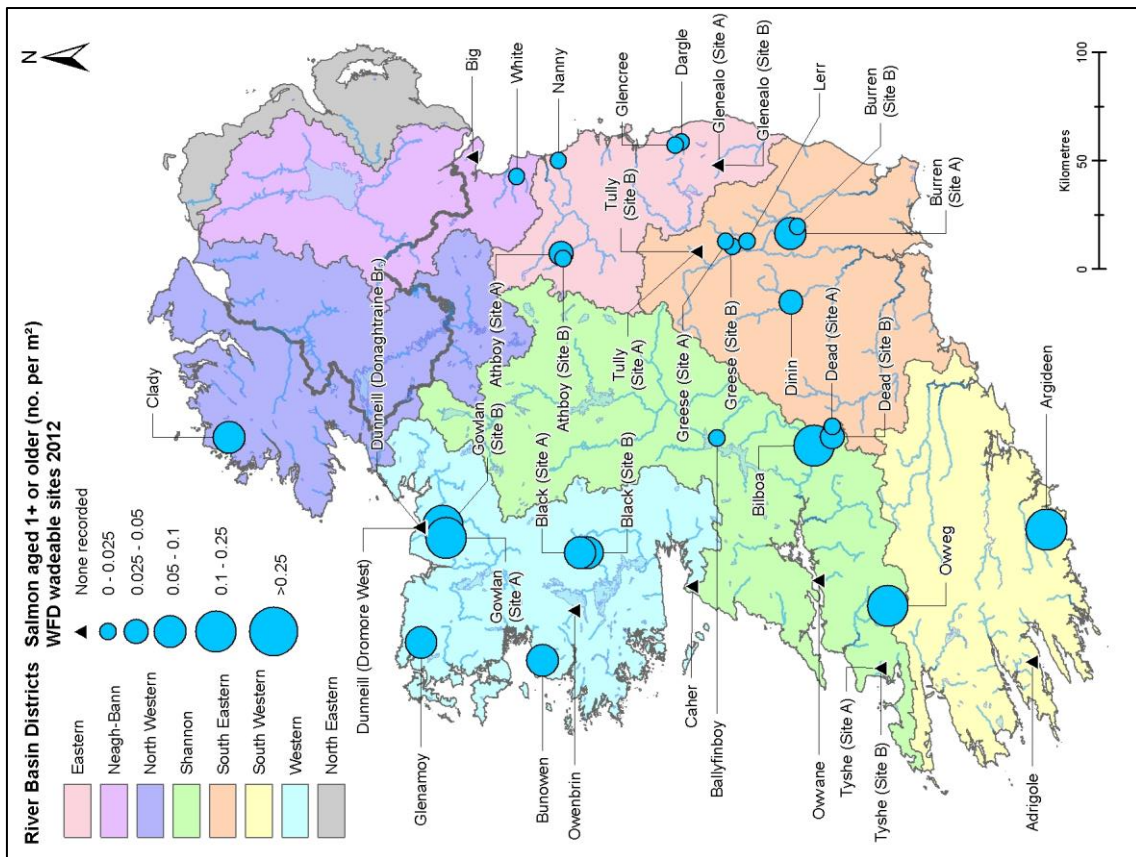 River Basin Districts
Eastern
Neagh-Bann
North Western
Shannon
South Eastern
South Western
Western
North Eastern
Salmon aged 1+ or older (no. per m²)
WFD wadeable sites 2012
None recorded
0 - 0.025
0.025 - 0.05
0.05 - 0.1
0.1 - 0.25
>0.25
N
Clady
Dunneill (Donaghtraine Br.)
Dunneill (Dromore West)
Gowlan
(Site B)
Gowlan
(Site A)
Glenamoy
Bunowen
Owenbrin
Black (Site A)
Black (Site B)
Caher
Ballyfinboy
Bilboa
Owvane
Tyshe (Site A)
Tyshe (Site B)
Owveg
Adrigole
Argideen
Dead (Site B)
Dead (Site A)
Dinin
Athboy (Site A)
Athboy (Site B)
Tully
(Site A)
Tully
(Site B)
Greese (Site A)
Greese (Site B)
Big
White
Nanny
Glencree
Dargle
Glenealo (Site A)
Glenealo (Site B)
Lerr
Burren
(Site B)
Burren
(Site A)
0
50
100
Kilometres